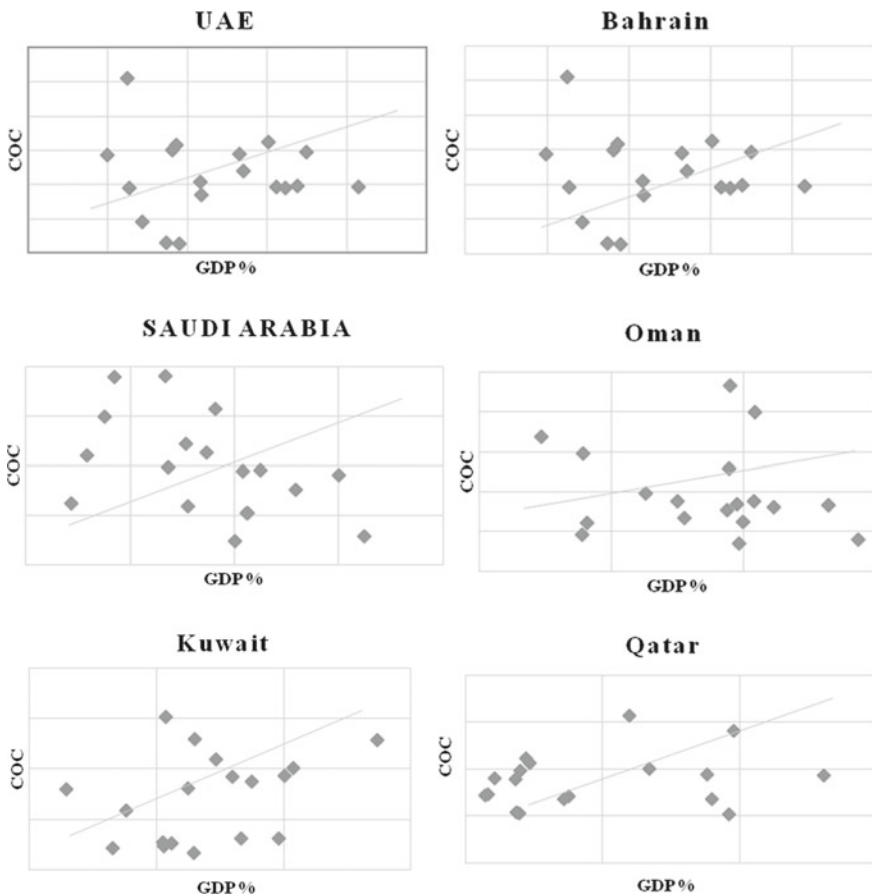 UAE
COC
GDP%
Bahrain
COC
GDP%
SAUDI ARABIA
COC
GDP%
Oman
COC
GDP%
Kuwait
COC
GDP%
Qatar
COC
GDP%